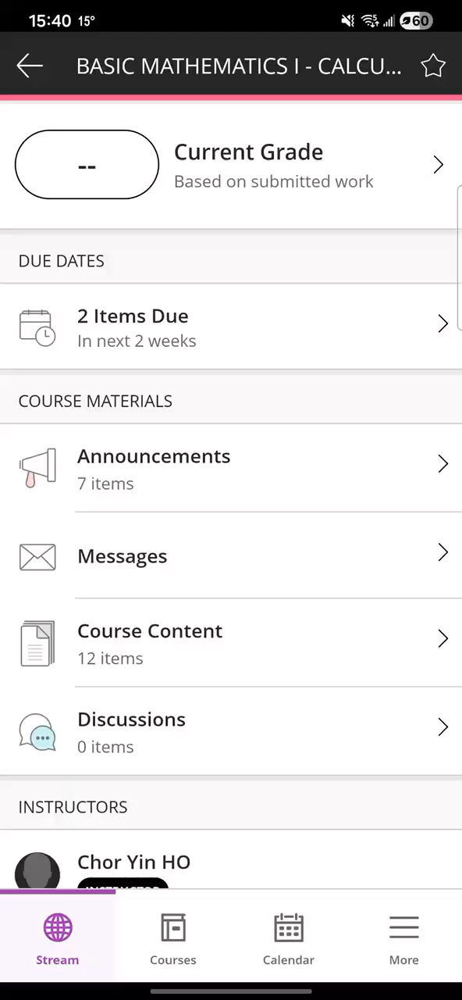 15:40 15°
60
BASIC MATHEMATICS I - CALCU...
--
Current Grade
Based on submitted work
DUE DATES
2 Items Due
In next 2 weeks
COURSE MATERIALS
Announcements
7 items
Messages
Course Content
12 items
Discussions
0 items
INSTRUCTORS
Chor Yin HO
INSTRUCTOR
Stream
Courses
Calendar
More